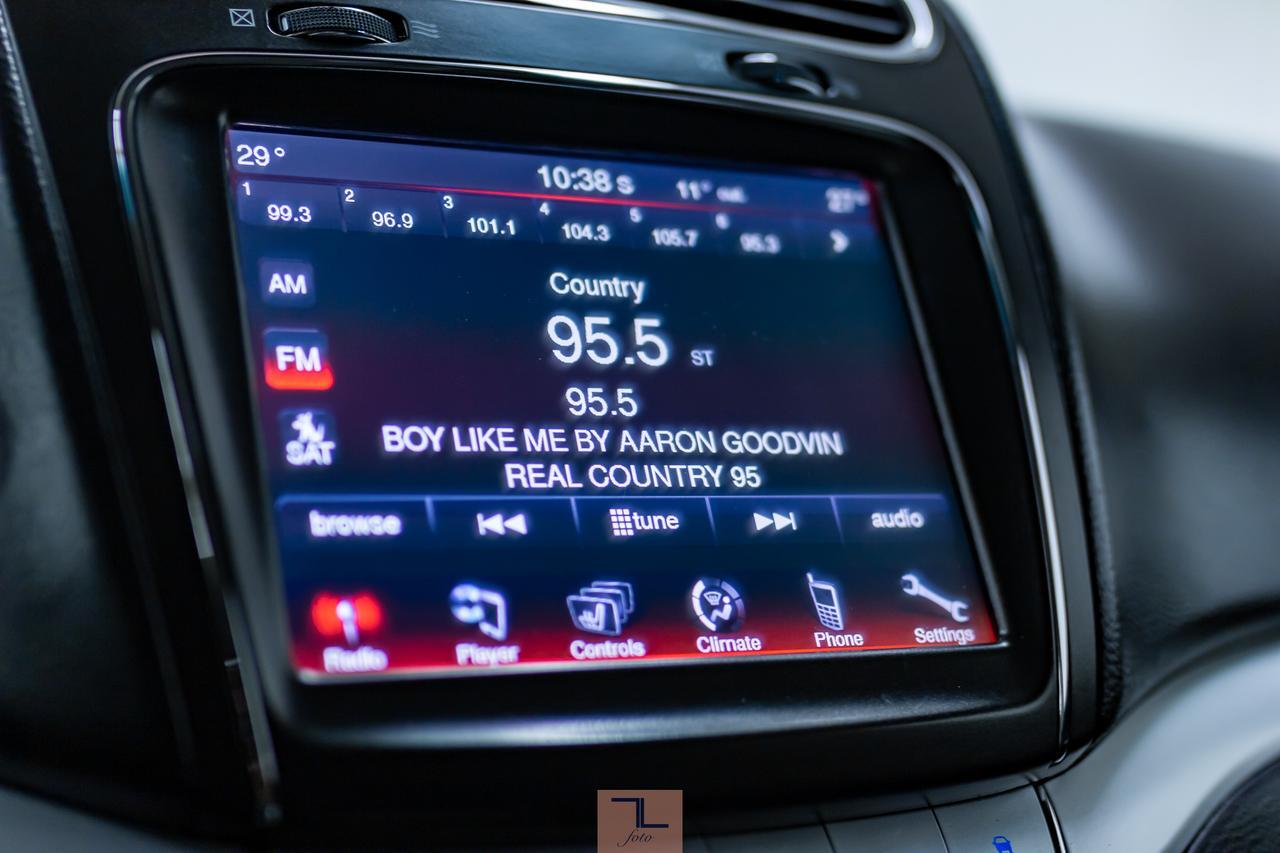 29°
10:38 s
11° out.
27°
1 99.3
2 96.9
3 101.1
4 104.3
5 105.7
6 95.3
AM
Country
FM
95.5 ST
95.5
SAT
BOY LIKE ME BY AARON GOODVIN
REAL COUNTRY 95
browse
tune
audio
Radio
Player
Controls
Climate
Phone
Settings
JL
foto